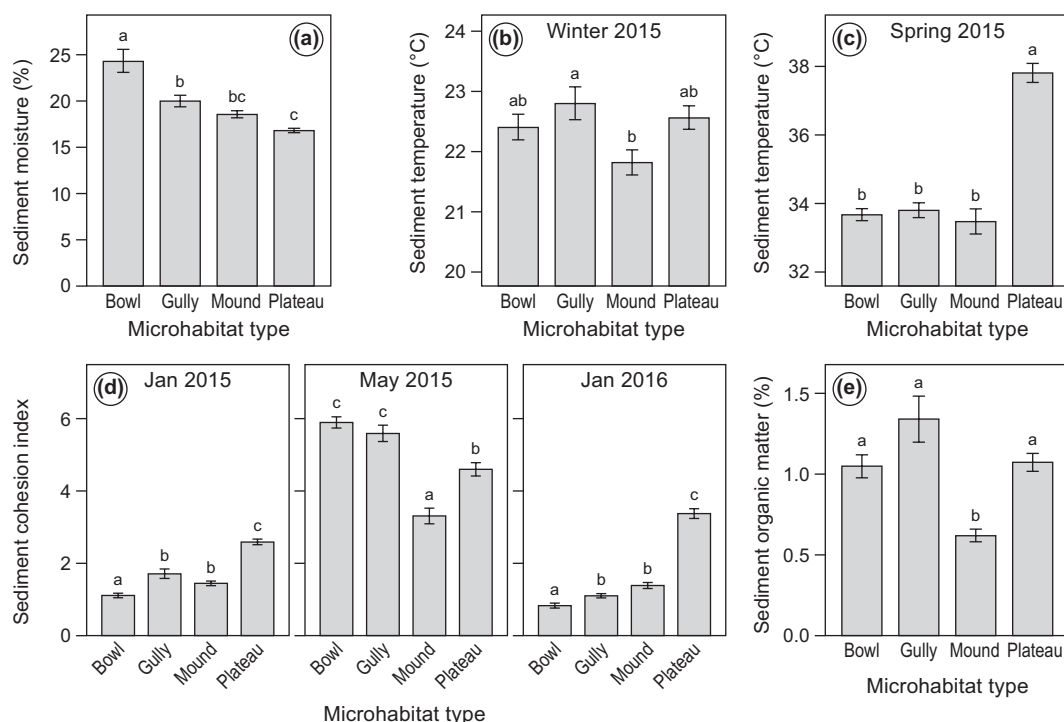 (a)
Sediment moisture (%)
25
20
15
10
5
0
a
b
bc
c
Bowl Gully Mound Plateau
Microhabitat type
(b) Winter 2015
Sediment temperature (°C)
24
23
22
21
20
ab
a
b
ab
Bowl Gully Mound Plateau
Microhabitat type
(c) Spring 2015
Sediment temperature (°C)
38
36
34
32
b
b
b
a
Bowl Gully Mound Plateau
Microhabitat type
(d) Jan 2015
Sediment cohesion index
6
4
2
0
a
b
b
c
Bowl Gully Mound Plateau
May 2015
c
c
a
b
Bowl Gully Mound Plateau
Jan 2016
a
b
b
c
Bowl Gully Mound Plateau
Microhabitat type
(e)
Sediment organic matter (%)
1.5
1.0
0.5
0.0
a
a
b
a
Bowl Gully Mound Plateau
Microhabitat type